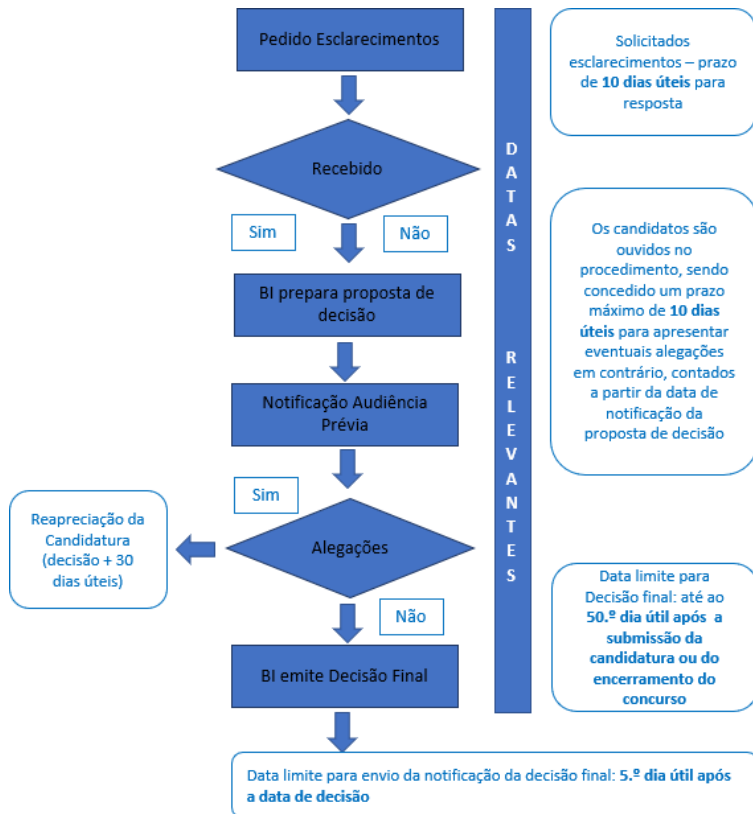 Pedido Esclarecimentos
Solicitados
esclarecimentos – prazo
de 10 dias úteis para
resposta
Recebido
Sim
Não
BI prepara proposta de
decisão
Notificação Audiência
Prévia
DATAS
RELEVANTES
Os candidatos são
ouvidos no
procedimento, sendo
concedido um prazo
máximo de 10 dias
úteis para apresentar
eventuais alegações
em contrário, contados
a partir da data de
notificação da
proposta de decisão
Sim
Alegações
Reapreciação da
Candidatura
(decisão + 30
dias úteis)
Não
BI emite Decisão Final
Data limite para
Decisão final: até ao
50.º dia útil após a
submissão da
candidatura ou do
encerramento do
concurso
Data limite para envio da notificação da decisão final: 5.º dia útil após
a data de decisão